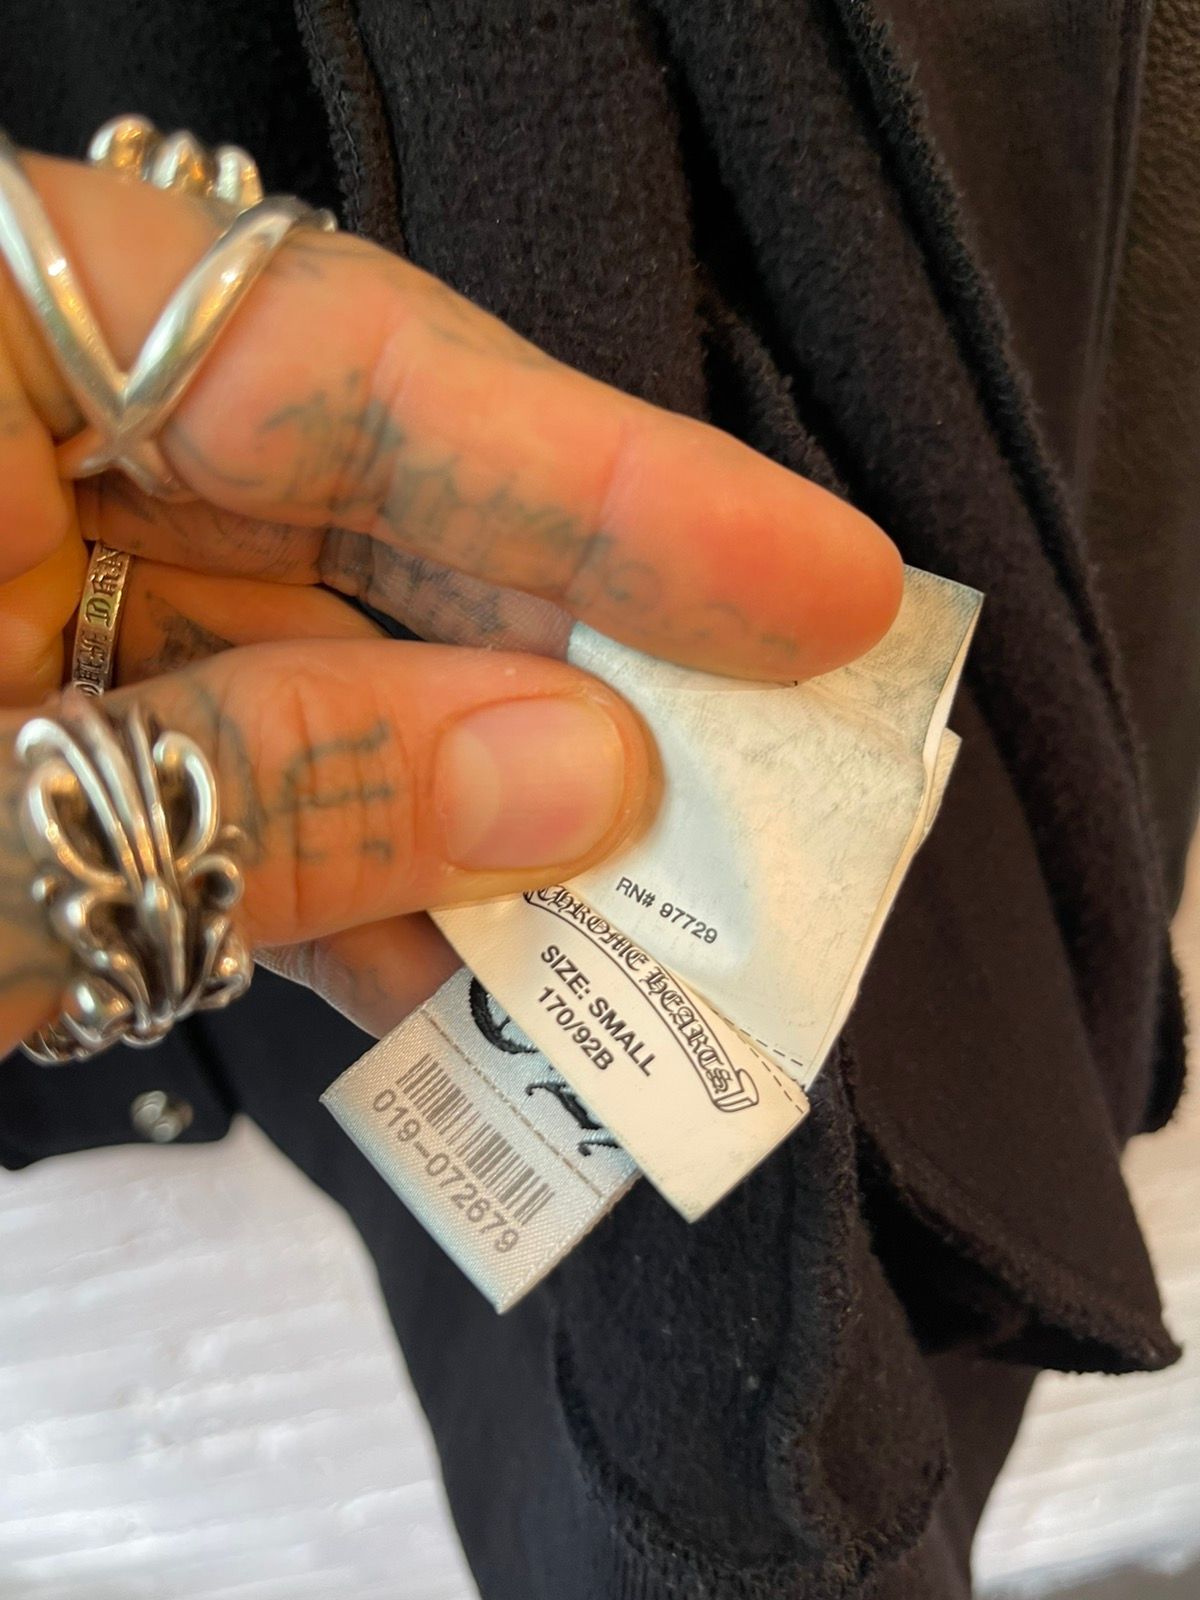 RN# 97729
CHROME HEARTS
SIZE: SMALL
170/92B
019-072679